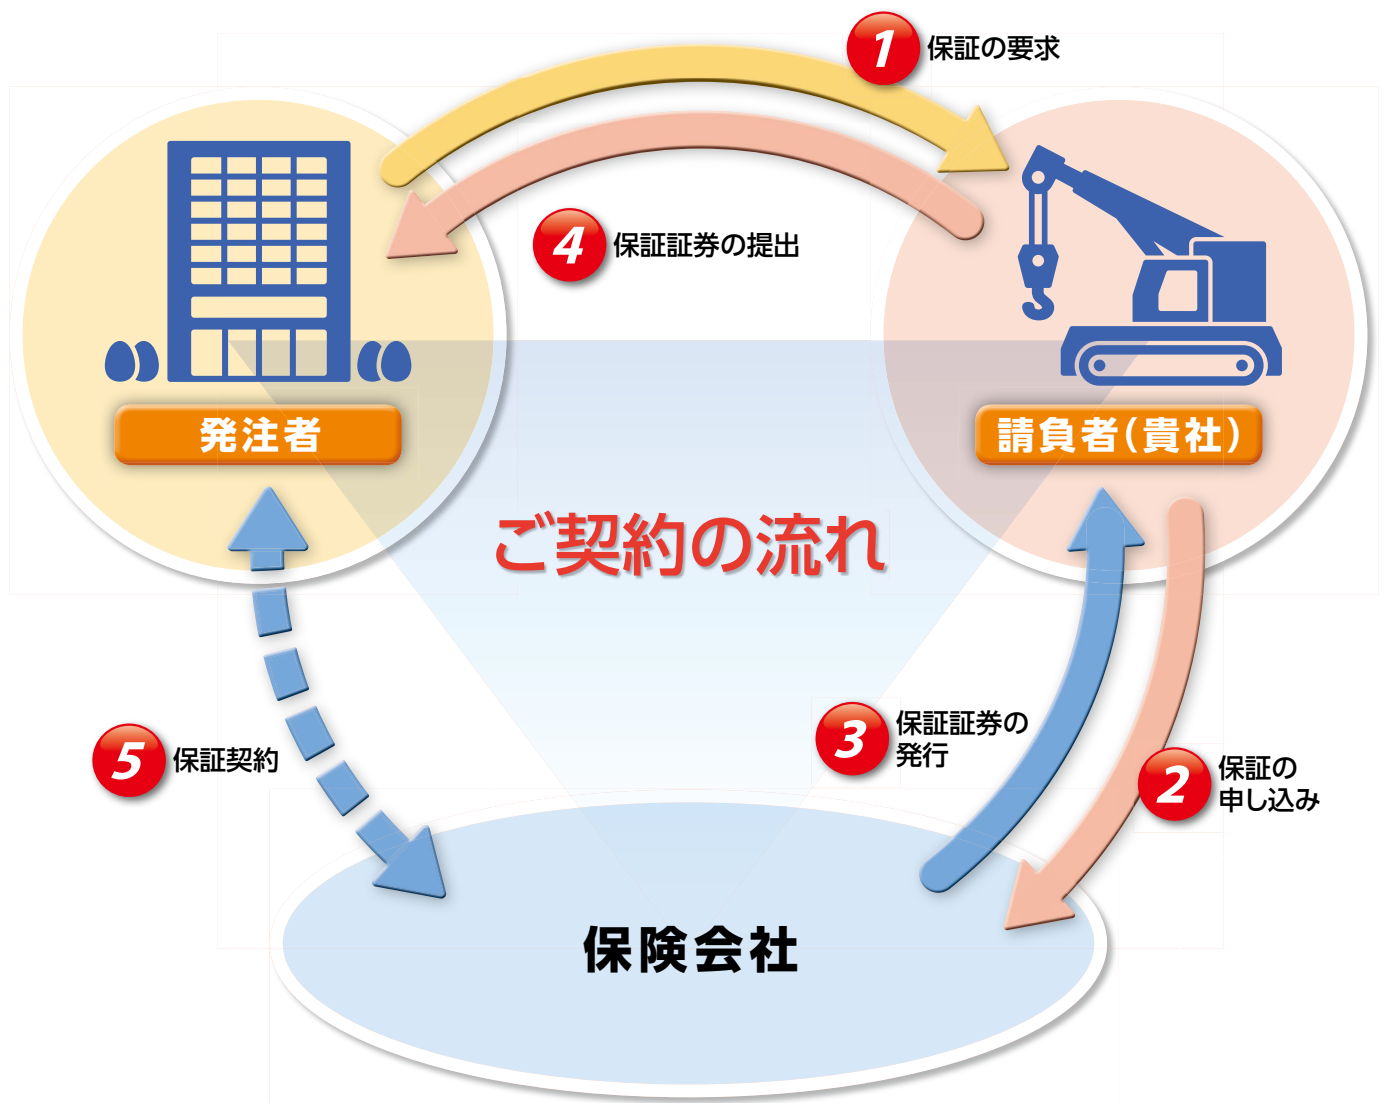 1 保証の要求
4 保証証券の提出
発注者
請負者(貴社)
ご契約の流れ
3 保証証券の
発行
5 保証契約
2 保証の
申し込み
保険会社